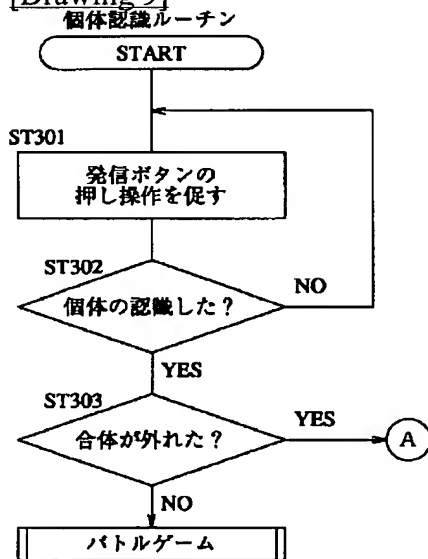 [Drawing 9]
個体認識ルーチン
START
ST301
発信ボタンの
押し操作を促す
ST302
個体の認識した？
NO
YES
ST303
合体が外れた？
YES
A
NO
バトルゲーム